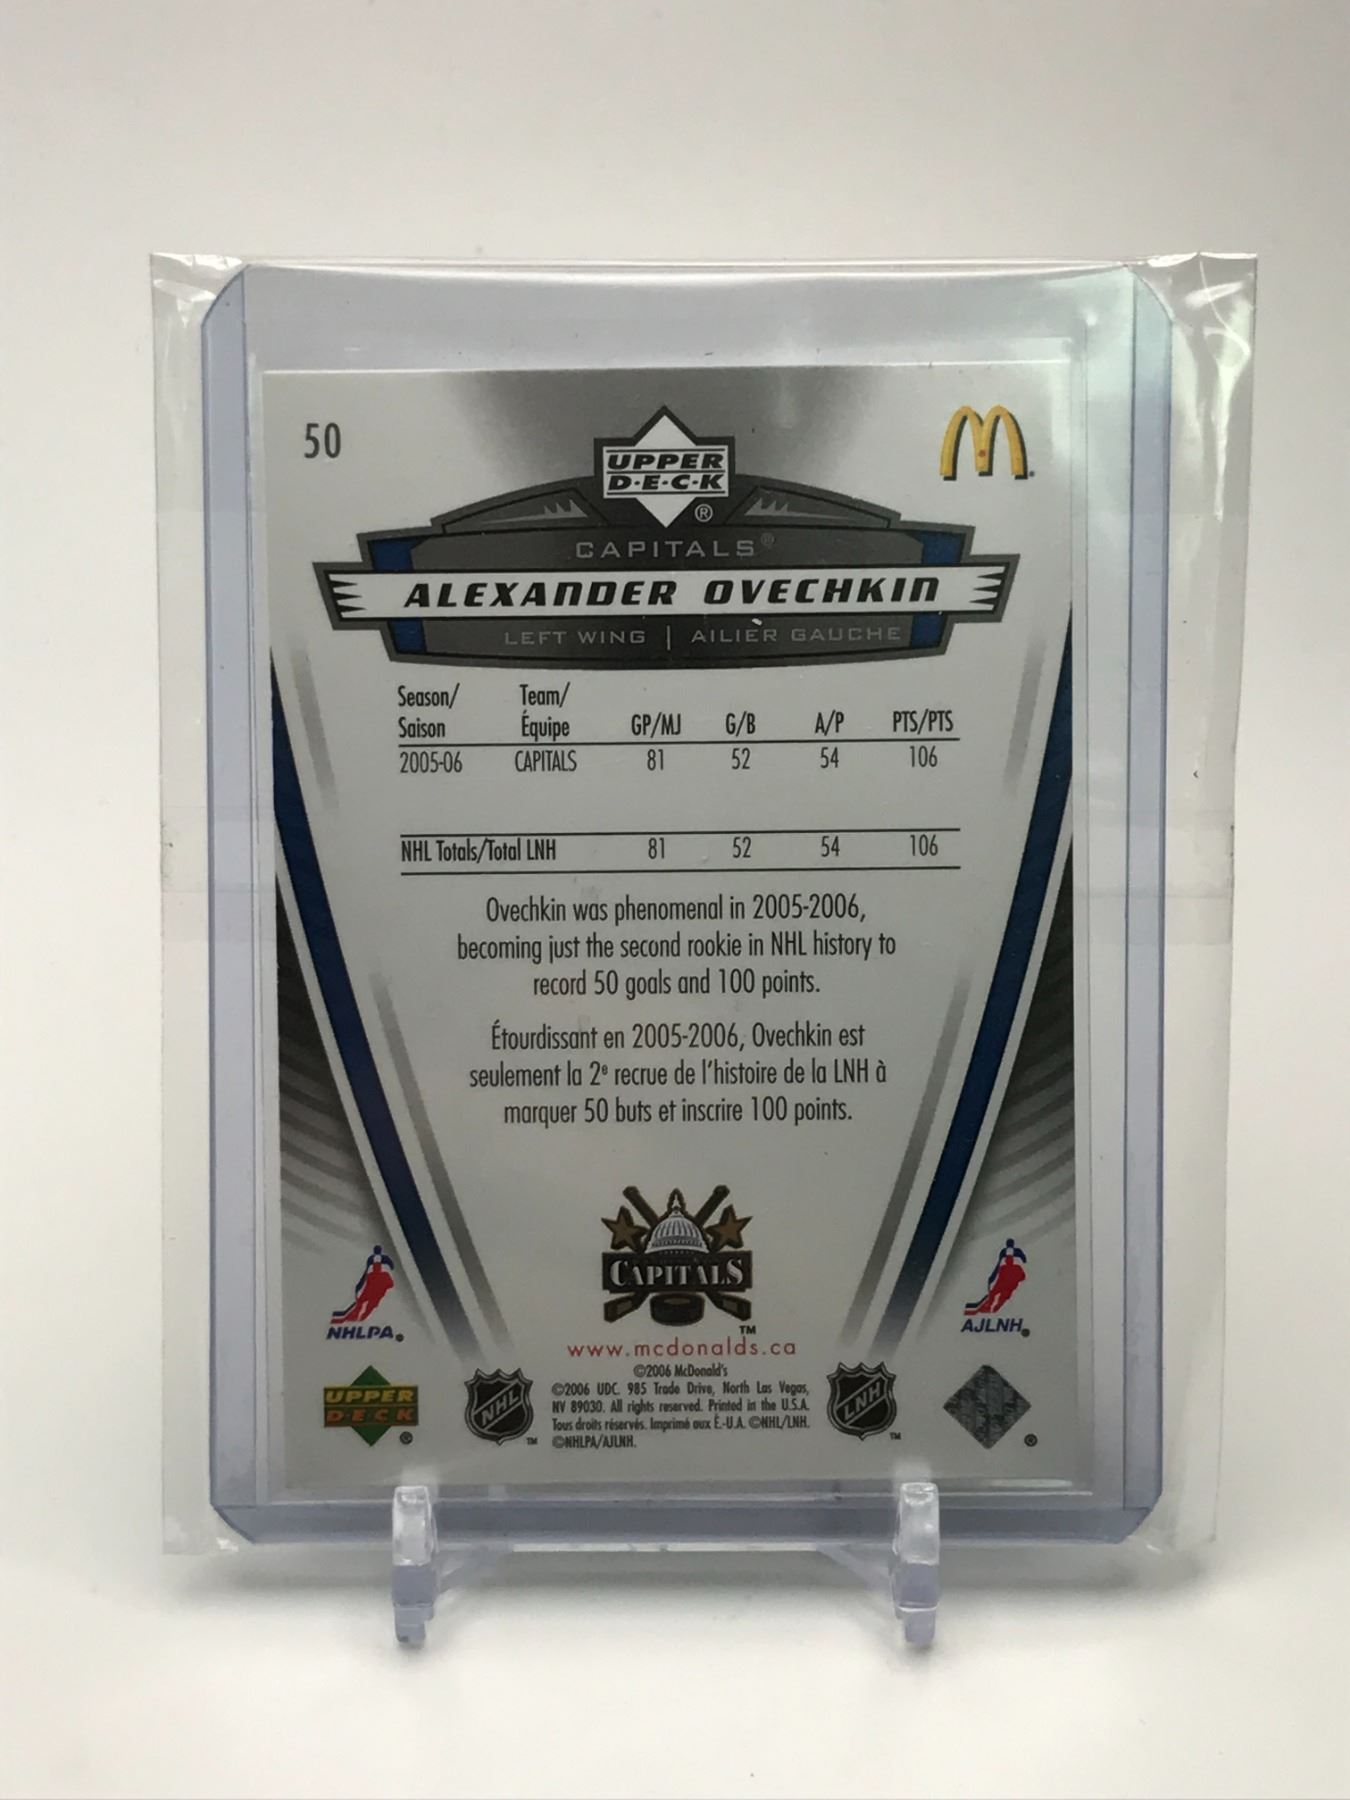 50
UPPER
D·E·C·K
®
M
CAPITALS®
ALEXANDER OVECHKIN
LEFT WING | AILIER GAUCHE
Season/ Team/
Saison Équipe GP/MJ G/B A/P PTS/PTS
2005-06 CAPITALS 81 52 54 106
NHL Totals/Total LNH 81 52 54 106
Ovechkin was phenomenal in 2005-2006,
becoming just the second rookie in NHL history to
record 50 goals and 100 points.
Étourdissant en 2005-2006, Ovechkin est
seulement la 2e recrue de l'histoire de la LNH à
marquer 50 buts et inscrire 100 points.
CAPITALS
TM
NHLPA®
AJLNH®
www.mcdonalds.ca
©2006 McDonald's
©2006 UDC. 985 Trade Drive, North Las Vegas,
NV 89030. All rights reserved. Printed in the U.S.A.
Tous droits réservés. Imprimé aux É.-U.A. ©NHL/LNH.
©NHLPA/AJLNH.
UPPER
D·E·C·K
®
NHL
TM
LNH
TM
®